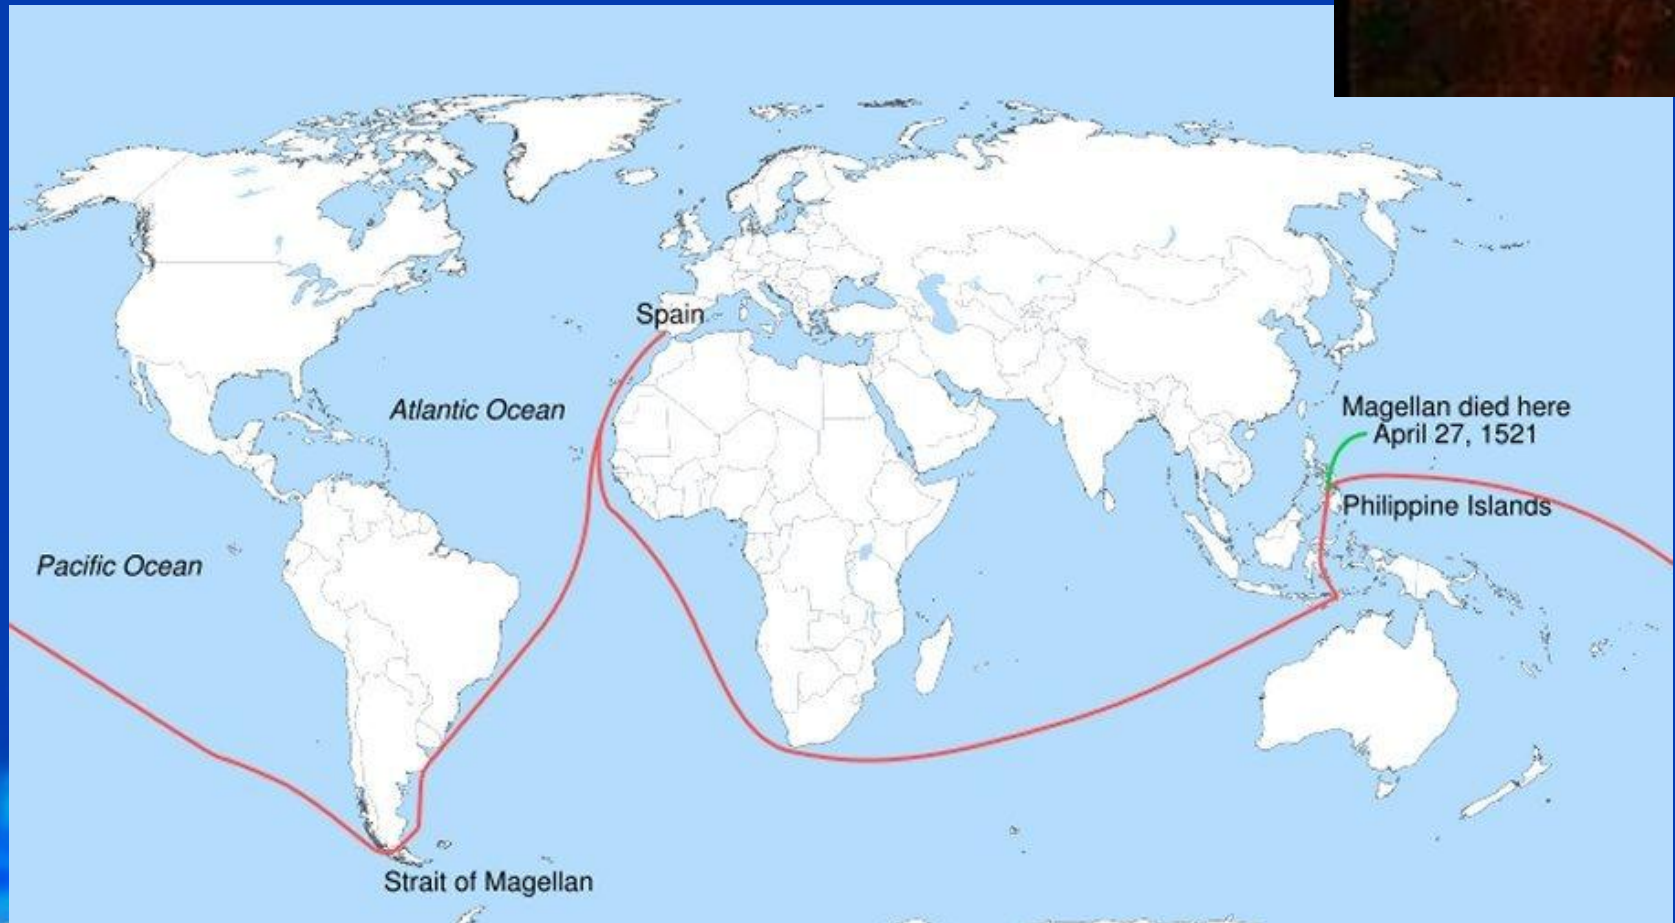 Spain
Atlantic Ocean
Magellan died here
April 27, 1521
Philippine Islands
Pacific Ocean
Strait of Magellan